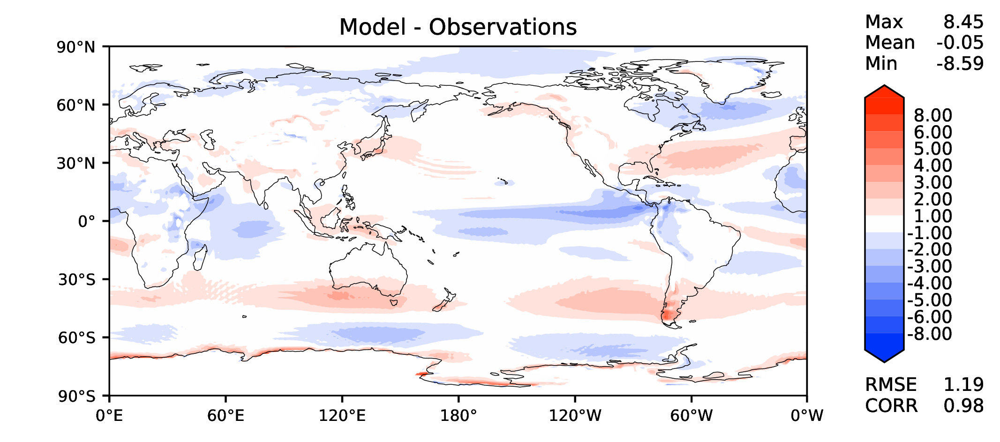 Model - Observations
Max 8.45
Mean -0.05
Min -8.59
90°N
60°N
30°N
0°
30°S
60°S
90°S
0°E 60°E 120°E 180° 120°W 60°W 0°W
8.00
6.00
5.00
4.00
3.00
2.00
1.00
-1.00
-2.00
-3.00
-4.00
-5.00
-6.00
-8.00
RMSE 1.19
CORR 0.98